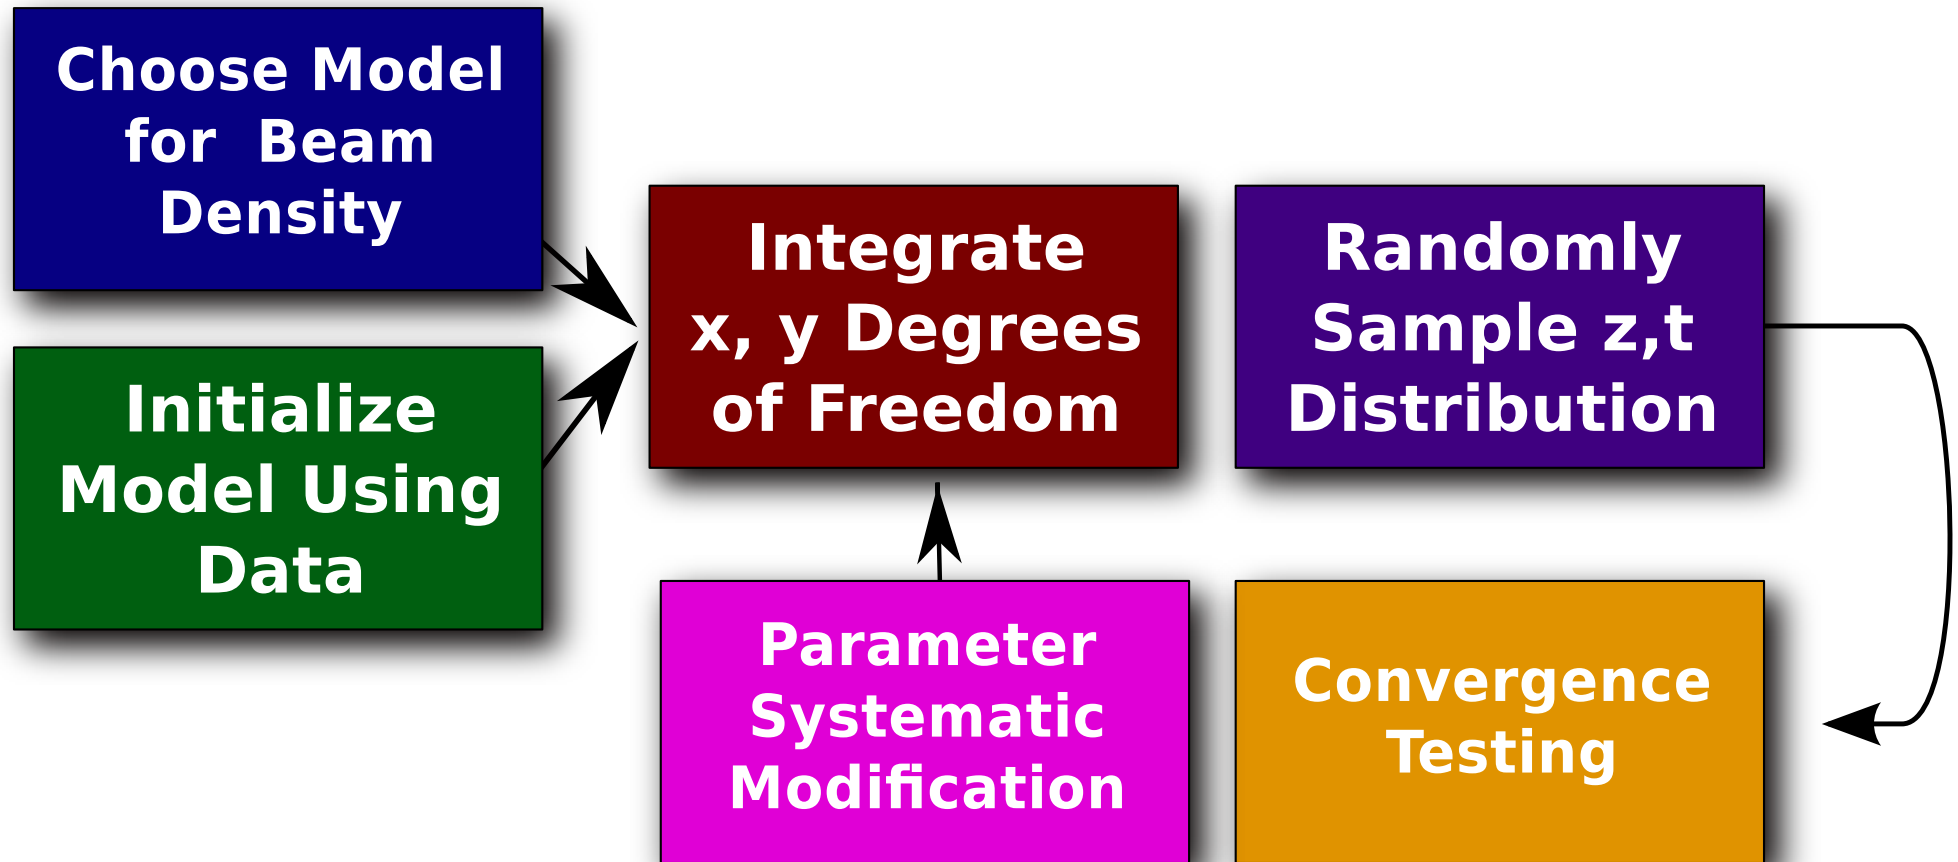 Choose Model
for  Beam
Density
Initialize
Model Using
Data
Integrate
x, y Degrees
of Freedom
Randomly
Sample z,t
Distribution
Parameter
Systematic
Modification
Convergence
Testing